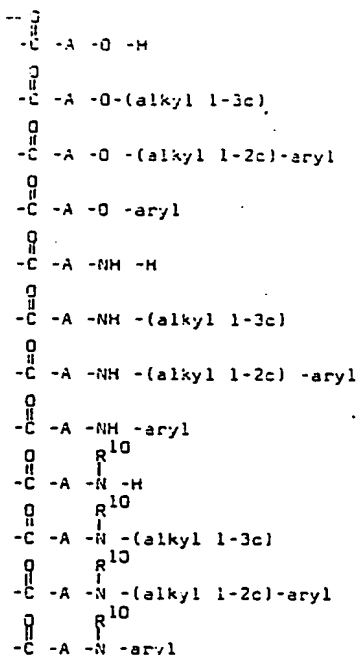 --
O
||
-C -A -O -H
O
||
-C -A -O-(alkyl 1-3c)
O
||
-C -A -O -(alkyl 1-2c)-aryl
O
||
-C -A -O -aryl
O
||
-C -A -NH -H
O
||
-C -A -NH -(alkyl 1-3c)
O
||
-C -A -NH -(alkyl 1-2c) -aryl
O
||
-C -A -NH -aryl
O R10
|| |
-C -A -N -H
O R10
|| |
-C -A -N -(alkyl 1-3c)
O R10
|| |
-C -A -N -(alkyl 1-2c)-aryl
O R10
|| |
-C -A -N -aryl